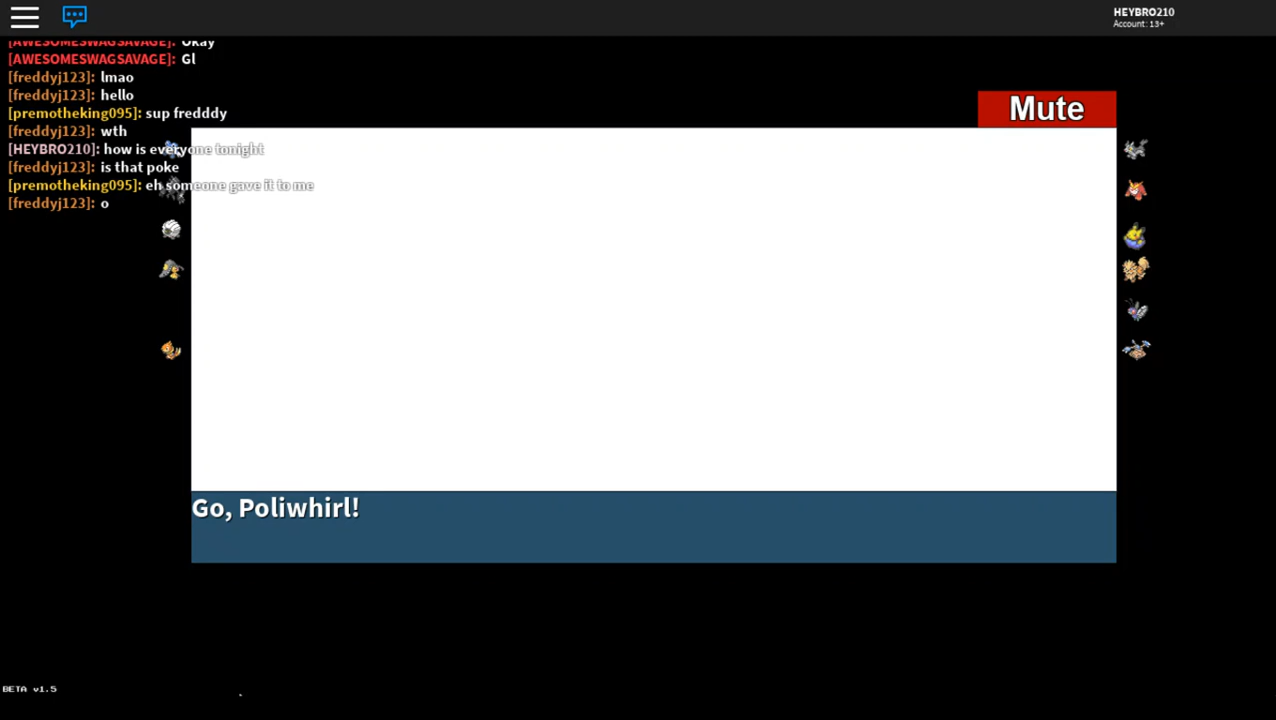 HEYBRO210
Account: 13+
[AWESOMESWAGSAVAGE]: Okay
[AWESOMESWAGSAVAGE]: Gl
[freddyj123]: lmao
[freddyj123]: hello
[premotheking095]: sup fredddy
[freddyj123]: wth
[HEYBRO210]: how is everyone tonight
[freddyj123]: is that poke
[premotheking095]: eh someone gave it to me
[freddyj123]: o
Mute
Go, Poliwhirl!
BETA v1.5